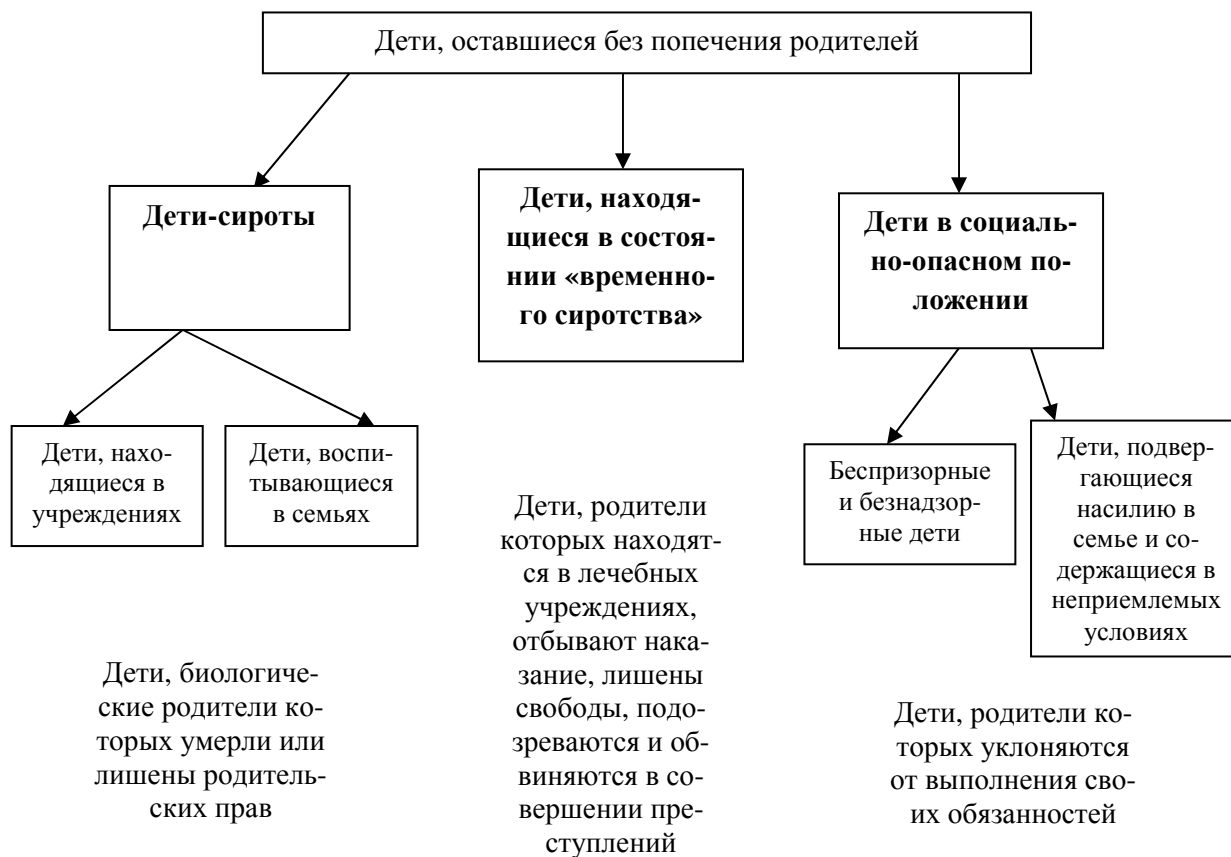 Дети, оставшиеся без попечения родителей
Дети-сироты
Дети, находя-
щиеся в состоя-
нии «временно-
го сиротства»
Дети в социаль-
но-опасном по-
ложении
Дети, нахо-
дящиеся в
учреждениях
Дети, воспи-
тывающиеся
в семьях
Беспризорные
и безнадзор-
ные дети
Дети, подвер-
гающиеся
насилию в
семье и со-
держащиеся в
неприемлемых
условиях
Дети, биологиче-
ские родители ко-
торых умерли или
лишены родитель-
ских прав
Дети, родители
которых находят-
ся в лечебных
учреждениях,
отбывают нака-
зание, лишены
свободы, подо-
зреваются и об-
виняются в со-
вершении пре-
ступлений
Дети, родители ко-
торых уклоняются
от выполнения сво-
их обязанностей